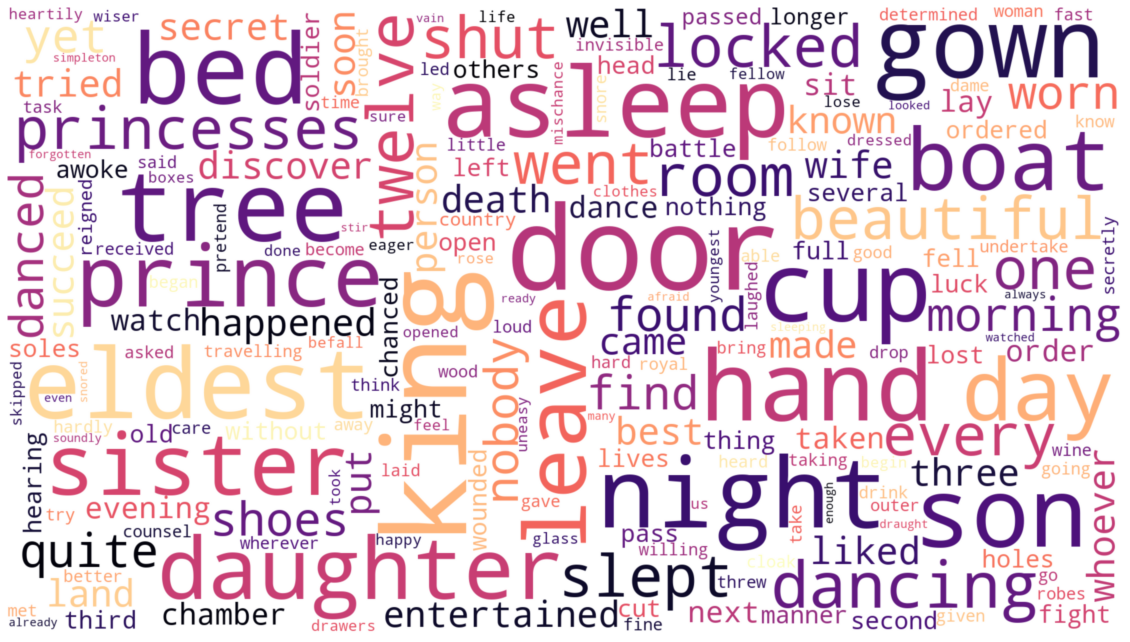 heartily
wiser
vain
life
well
passed
longer
determined
woman
fast
yet
simpleton
bed
secret
soldier
soon
brought
twelve
shut
led
others
invisible
head
locked
lie
fellow
sit
lose
gown
looked
dame
lay
worn
tried
task
time
sure
way
asleep
mischance
snore
known
follow
dressed
ordered
know
princesses
forgotten
awoke
said
boxes
discover
little
left
went
battle
room
wife
several
boat
tree
reigned
pretend
stir
person
death
clothes
dance
nothing
country
open
rose
beautiful
danced
succeed
received
done
become
eager
door
youngest
able
full
good
fell
undertake
secretly
prince
began
king
ready
afraid
laughed
cup
luck
one
always
watch
happened
chanced
opened
loud
leave
found
sleeping
morning
watched
soles
asked
travelling
befall
came
bring
made
drop
lost
order
skipped
eldest
even
snored
think
wood
nobody
uneasy
hard
royal
find
hand
day
hardly
soundly
old
care
without
away
might
feel
many
best
thing
taken
every
wine
hearing
sister
took
put
laid
wounded
lives
heard
taking
begin
three
going
try
evening
counsel
shoes
wherever
happy
gave
glass
night
us
enough
take
drink
outer
draught
son
whoever
quite
daughter
slept
pass
willing
cloak
liked
holes
better
land
threw
dancing
go
robes
met
already
third
chamber
drawers
entertained
cut
fine
next
manner
second
given
fight